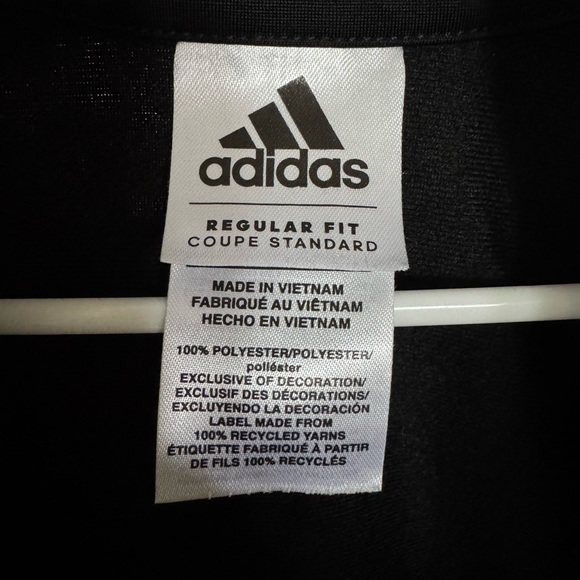 adidas
REGULAR FIT
COUPE STANDARD
MADE IN VIETNAM
FABRIQUÉ AU VIÊTNAM
HECHO EN VIETNAM
100% POLYESTER/POLYESTER/
poliéster
EXCLUSIVE OF DECORATION/
EXCLUSIF DES DÉCORATIONS/
EXCLUYENDO LA DECORACIÓN
LABEL MADE FROM
100% RECYCLED YARNS
ÉTIQUETTE FABRIQUÉ À PARTIR
DE FILS 100% RECYCLÉS